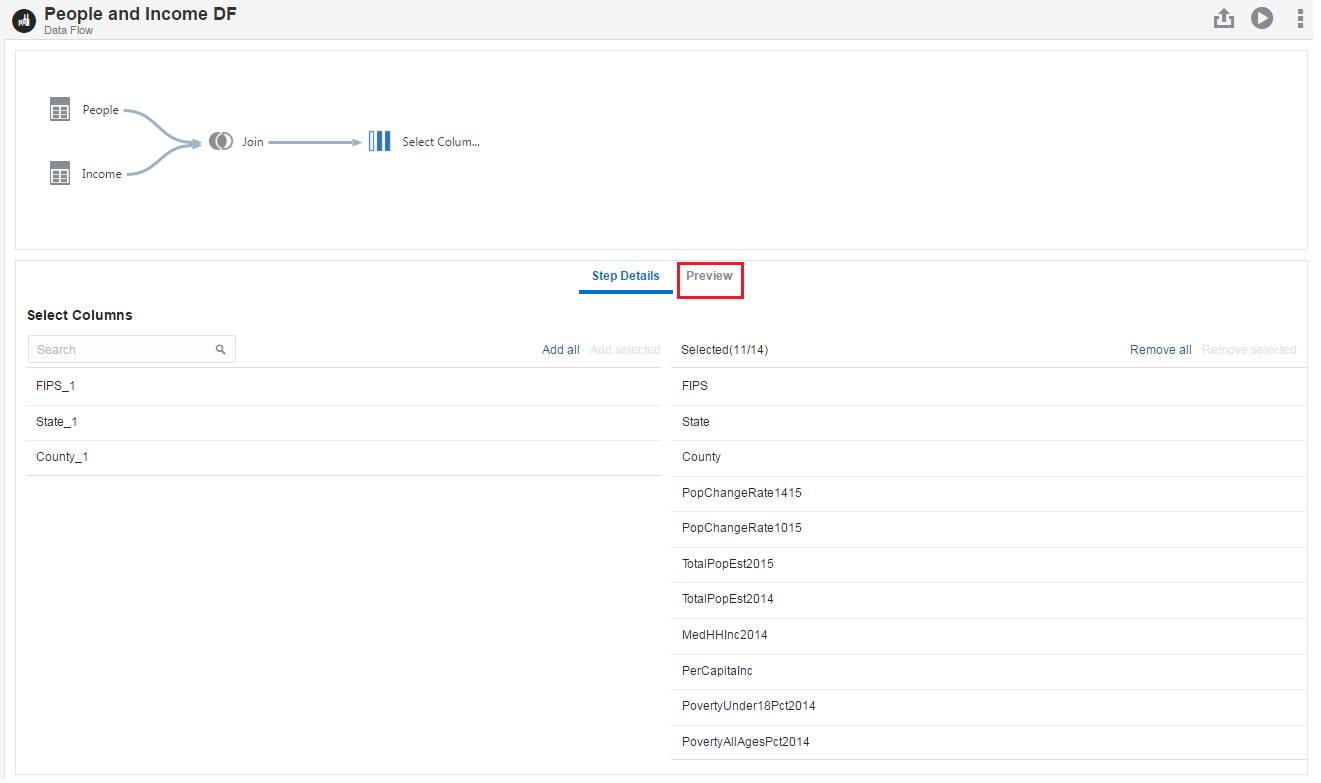 People and Income DF
Data Flow
People
Join
Select Colum...
Income
Step Details Preview
Select Columns
Search Add all Add selected Selected(11/14) Remove all Remove selected
FIPS_1 FIPS
State_1 State
County_1 County
PopChangeRate1415
PopChangeRate1015
TotalPopEst2015
TotalPopEst2014
MedHHInc2014
PerCapitaInc
PovertyUnder18Pct2014
PovertyAllAgesPct2014